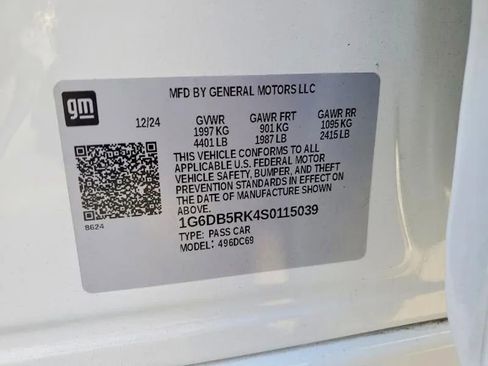 gm
MFD BY GENERAL MOTORS LLC
12/24 GVWR GAWR FRT GAWR RR
1997 KG 901 KG 1095 KG
4401 LB 1987 LB 2415 LB
THIS VEHICLE CONFORMS TO ALL
APPLICABLE U.S. FEDERAL MOTOR
VEHICLE SAFETY, BUMPER, AND THEFT
PREVENTION STANDARDS IN EFFECT ON
THE DATE OF MANUFACTURE SHOWN
ABOVE.
8624
1G6DB5RK4S0115039
TYPE: PASS CAR
MODEL: 496DC69